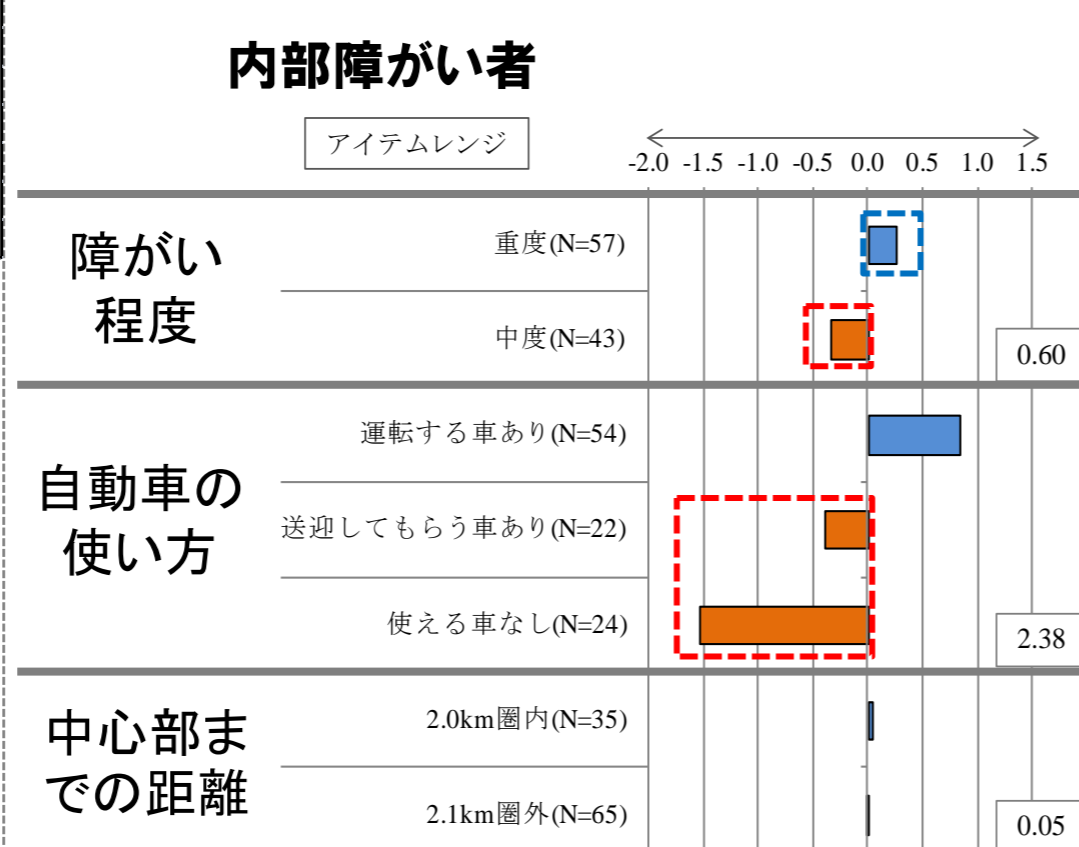 内部障がい者
アイテムレンジ
-2.0 -1.5 -1.0 -0.5 0.0 0.5 1.0 1.5
障がい
程度
重度(N=57)
中度(N=43)
0.60
自動車の
使い方
運転する車あり(N=54)
送迎してもらう車あり(N=22)
使える車なし(N=24)
2.38
中心部ま
での距離
2.0km圏内(N=35)
2.1km圏外(N=65)
0.05